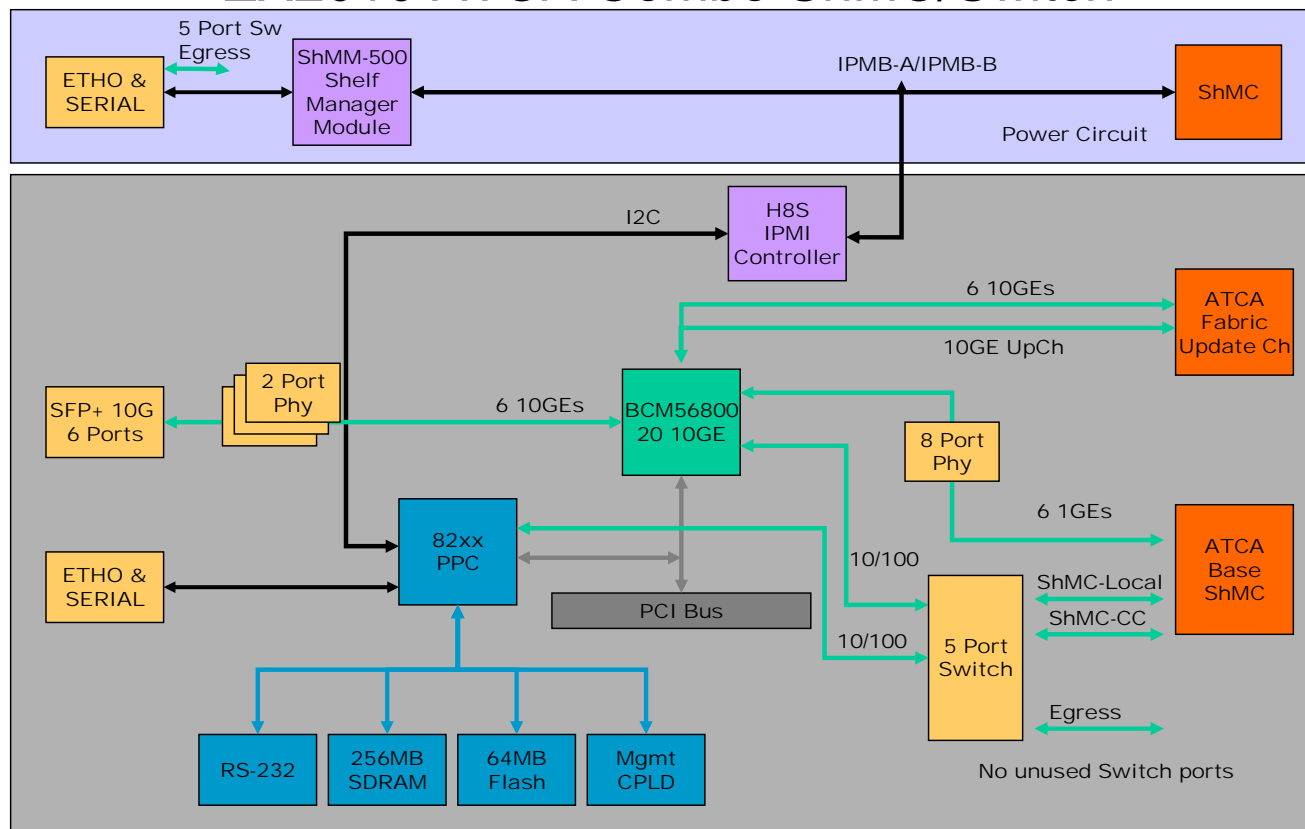 5 Port Sw
Egress
ETHO &
SERIAL
ShMM-500
Shelf
Manager
Module
IPMB-A/IPMB-B
ShMC
Power Circuit
I2C
H8S
IPMI
Controller
6 10GEs
10GE UpCh
ATCA
Fabric
Update Ch
SFP+ 10G
6 Ports
2 Port
Phy
6 10GEs
BCM56800
20 10GE
8 Port
Phy
6 1GEs
82xx
PPC
ETHO &
SERIAL
PCI Bus
10/100
10/100
5 Port
Switch
ShMC-Local
ShMC-CC
ATCA
Base
ShMC
Egress
No unused Switch ports
RS-232
256MB
SDRAM
64MB
Flash
Mgmt
CPLD